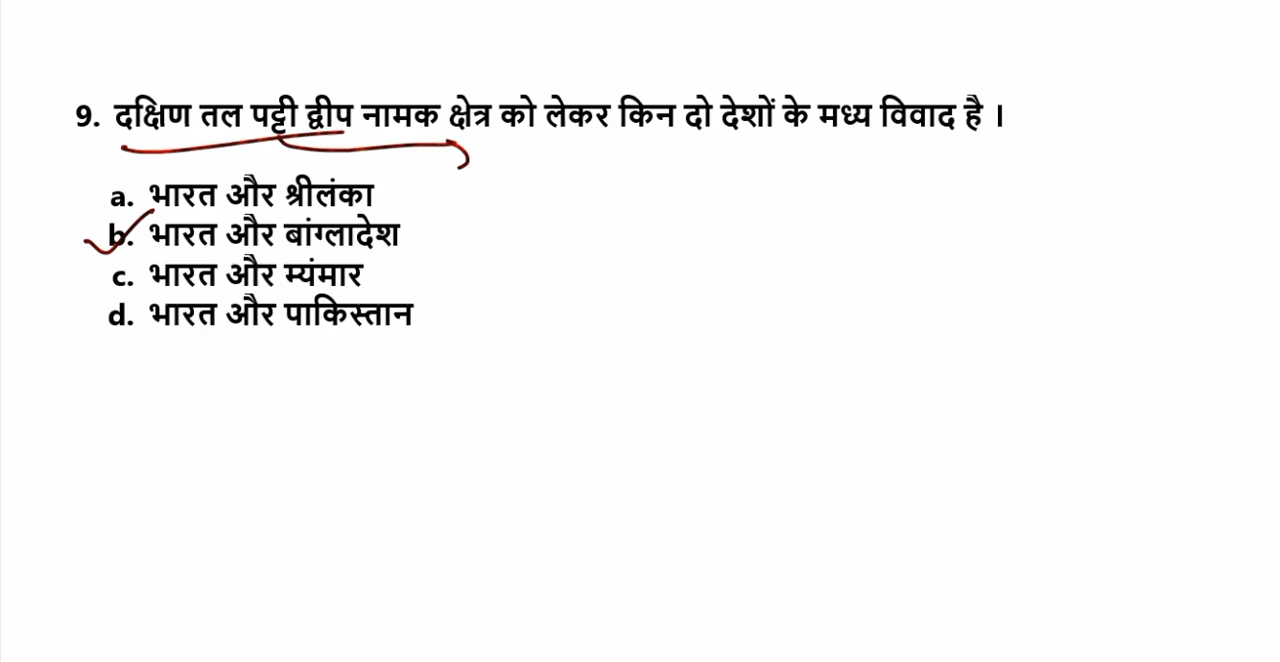 9. दक्षिण तल पट्टी द्वीप नामक क्षेत्र को लेकर किन दो देशों के मध्य विवाद है ।
a. भारत और श्रीलंका
b. भारत और बांग्लादेश
c. भारत और म्यंमार
d. भारत और पाकिस्तान